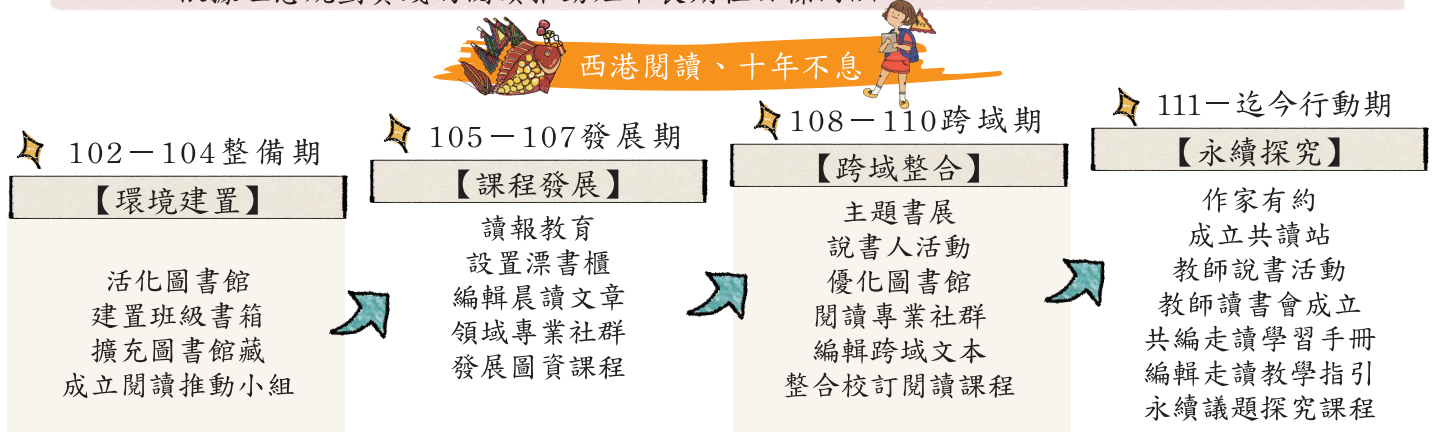 西港閱讀、十年不息
102－104整備期
【環境建置】
活化圖書館
建置班級書箱
擴充圖書館藏
成立閱讀推動小組
105－107發展期
【課程發展】
讀報教育
設置漂書櫃
編輯晨讀文章
領域專業社群
發展圖資課程
108－110跨域期
【跨域整合】
主題書展
說書人活動
優化圖書館
閱讀專業社群
編輯跨域文本
整合校訂閱讀課程
111－迄今行動期
【永續探究】
作家有約
成立共讀站
教師說書活動
教師讀書會成立
共編走讀學習手冊
編輯走讀教學指引
永續議題探究課程